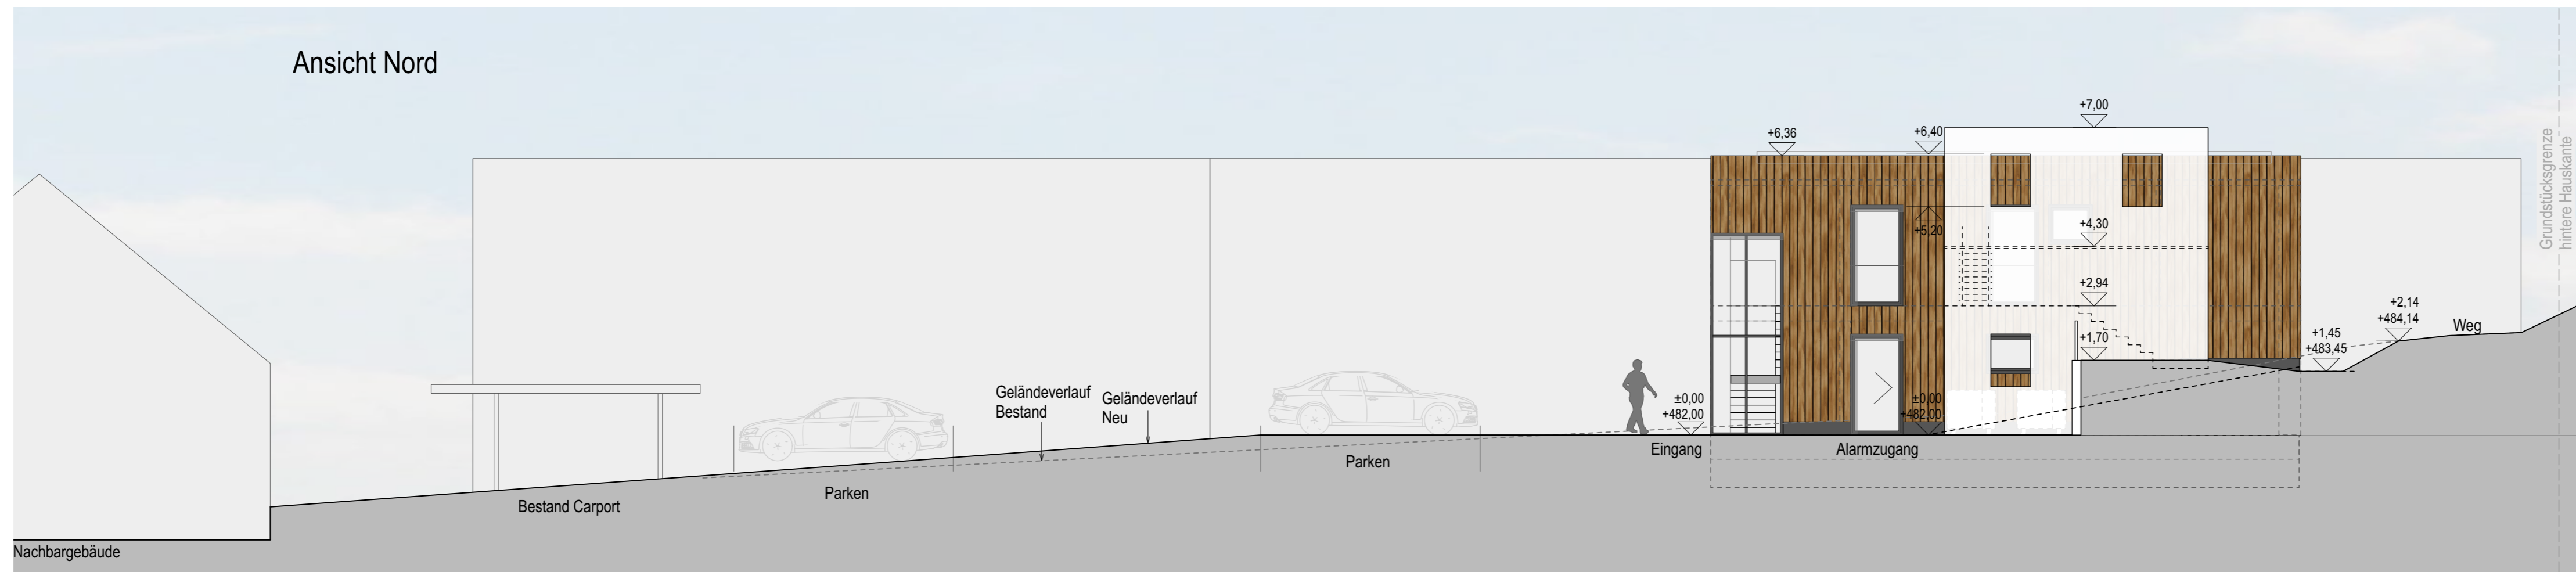 Ansicht Nord
+7,00
+6,36
+6,40
+5,20
+4,30
+2,94
+1,70
+2,14
+484,14
+1,45
+483,45
Weg
Grundstücksgrenze
hintere Hauskante
Geländeverlauf
Bestand
Geländeverlauf
Neu
±0,00
+482,00
±0,00
+482,00
Eingang
Alarmzugang
Parken
Parken
Bestand Carport
Nachbargebäude